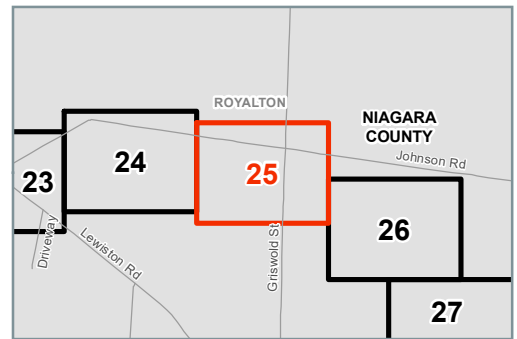 ROYALTON
NIAGARA
COUNTY
Johnson Rd
24
25
23
26
Driveway
Lewiston Rd
Griswold St
27